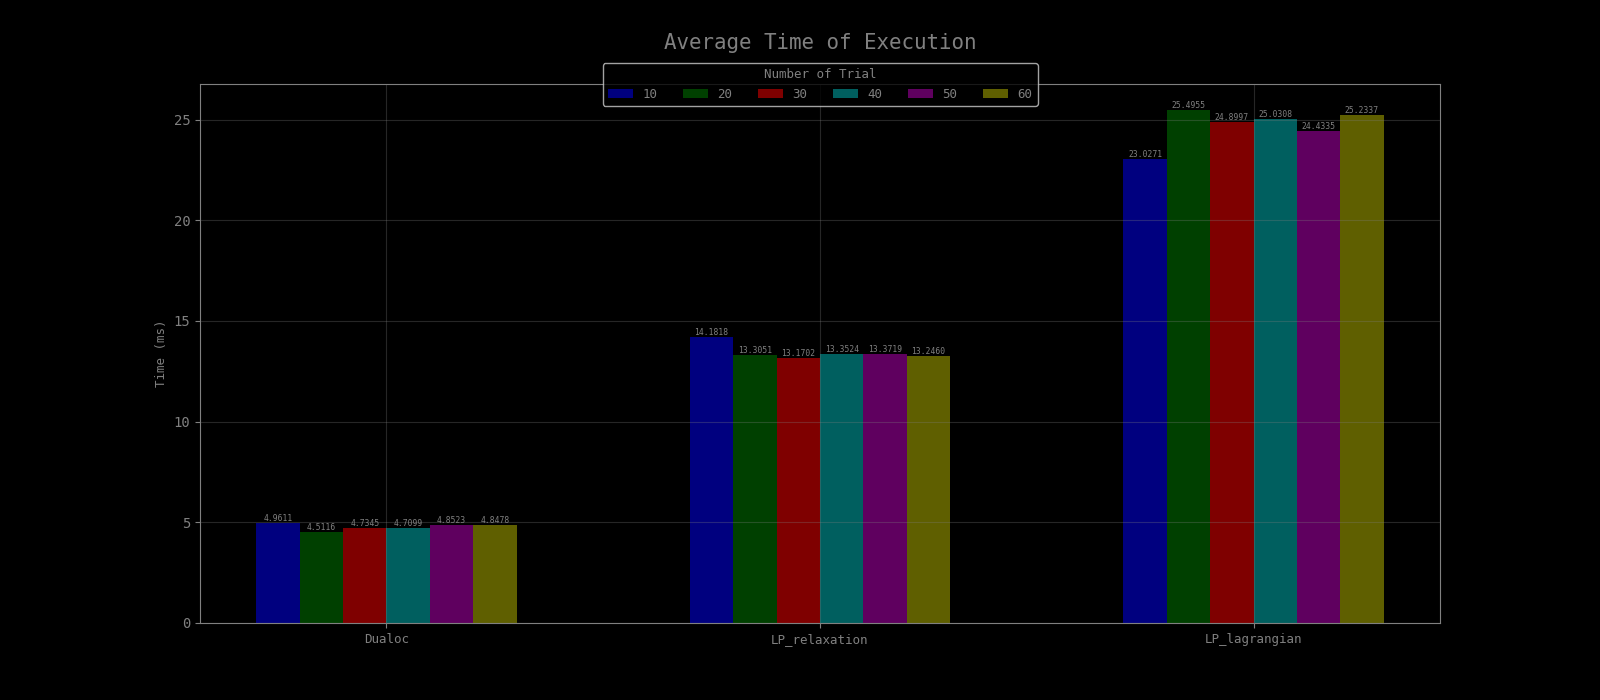 Average Time of Execution
Number of Trial
10 20 30 40 50 60
Time (ms)
25
20
15
10
5
0
4.9611 4.5116 4.7345 4.7099 4.8523 4.8478
14.1818 13.3051 13.1702 13.3524 13.3719 13.2460
23.0271 25.4955 24.8997 25.0308 24.4335 25.2337
Dualoc LP_relaxation LP_lagrangian